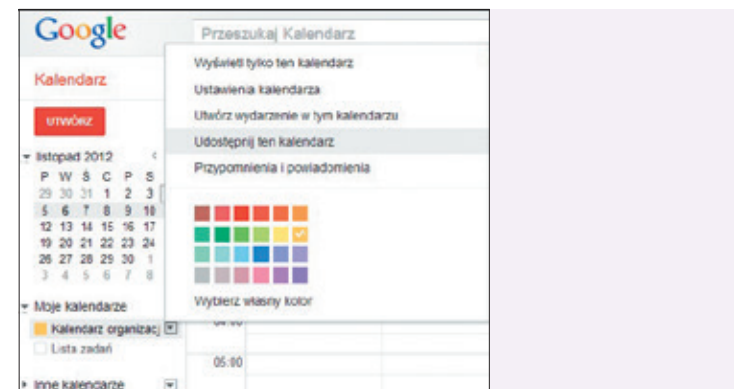 Google
Przeszukaj Kalendarz
Kalendarz
UTWÓRZ
listopad 2012 <
P W Ś C P S
29 30 31 1 2 3
5 6 7 8 9 10
12 13 14 15 16 17
19 20 21 22 23 24
26 27 28 29 30 1
3 4 5 6 7 8
Moje kalendarze
Kalendarz organizacj
Lista zadań
Inne kalendarze
Wyświetl tylko ten kalendarz
Ustawienia kalendarza
Utwórz wydarzenie w tym kalendarzu
Udostępnij ten kalendarz
Przypomnienia i powiadomienia
Wybierz własny kolor
04:00
05:00